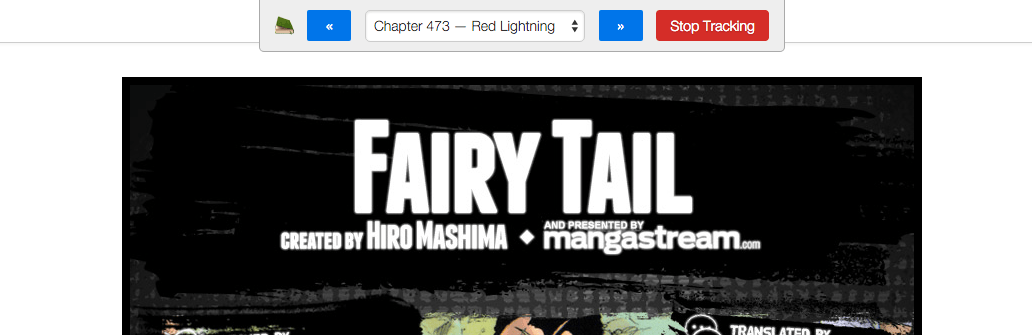 « Chapter 473 — Red Lightning » Stop Tracking
FAIRY TAIL
CREATED BY HIRO MASHIMA ◆ AND PRESENTED BY mangastream.com
TRANSLATED BY